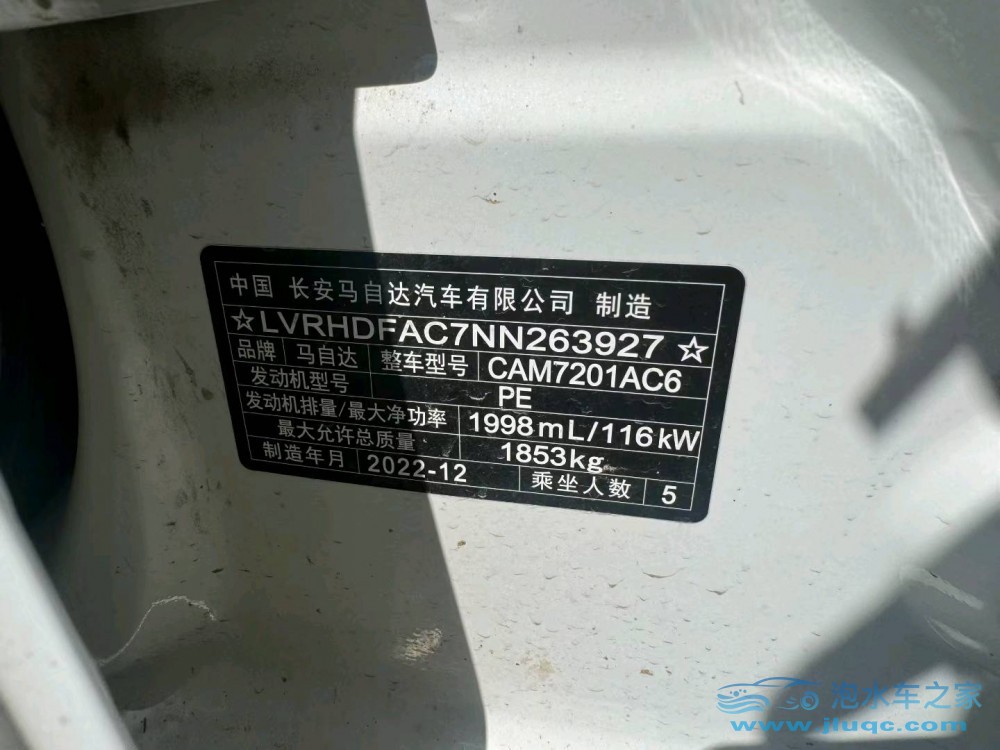 中国 长安马自达汽车有限公司 制造
☆LVRHDFAC7NN263927☆
品牌 马自达 整车型号 CAM7201AC6
发动机型号 PE
发动机排量/最大净功率 1998mL/116kW
最大允许总质量 1853kg
制造年月 2022-12 乘坐人数 5
泡水车之家
www.jluqc.com